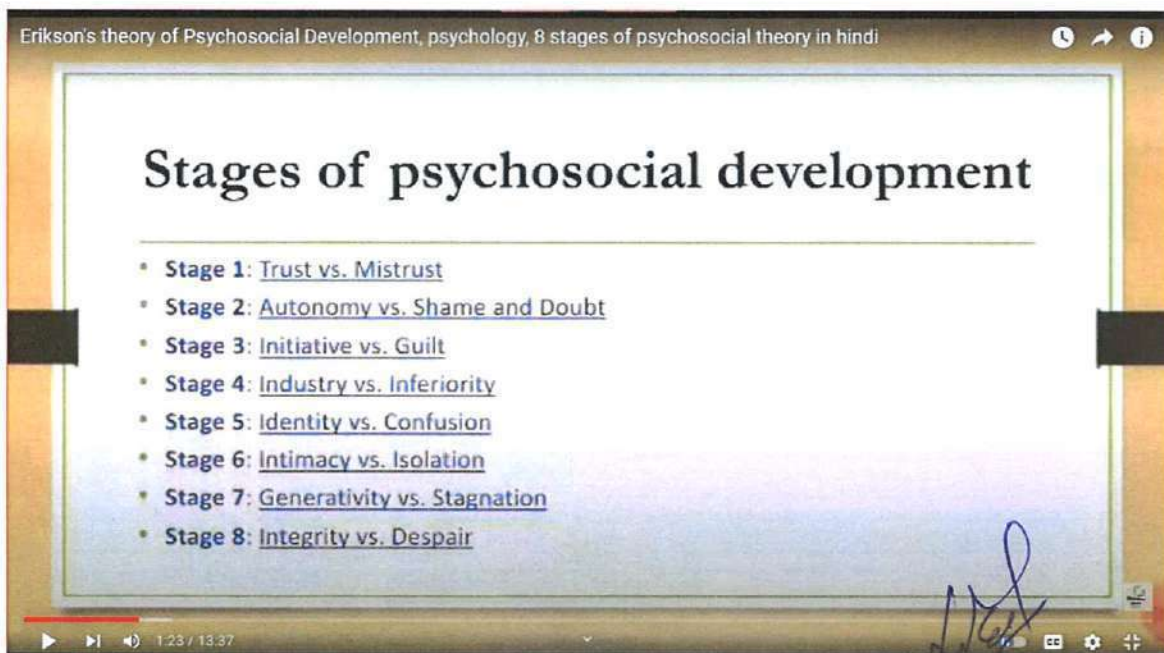 Erikson's theory of Psychosocial Development, psychology, 8 stages of psychosocial theory in hindi
Stages of psychosocial development
• Stage 1: Trust vs. Mistrust
• Stage 2: Autonomy vs. Shame and Doubt
• Stage 3: Initiative vs. Guilt
• Stage 4: Industry vs. Inferiority
• Stage 5: Identity vs. Confusion
• Stage 6: Intimacy vs. Isolation
• Stage 7: Generativity vs. Stagnation
• Stage 8: Integrity vs. Despair
1:23 / 13:37
CC